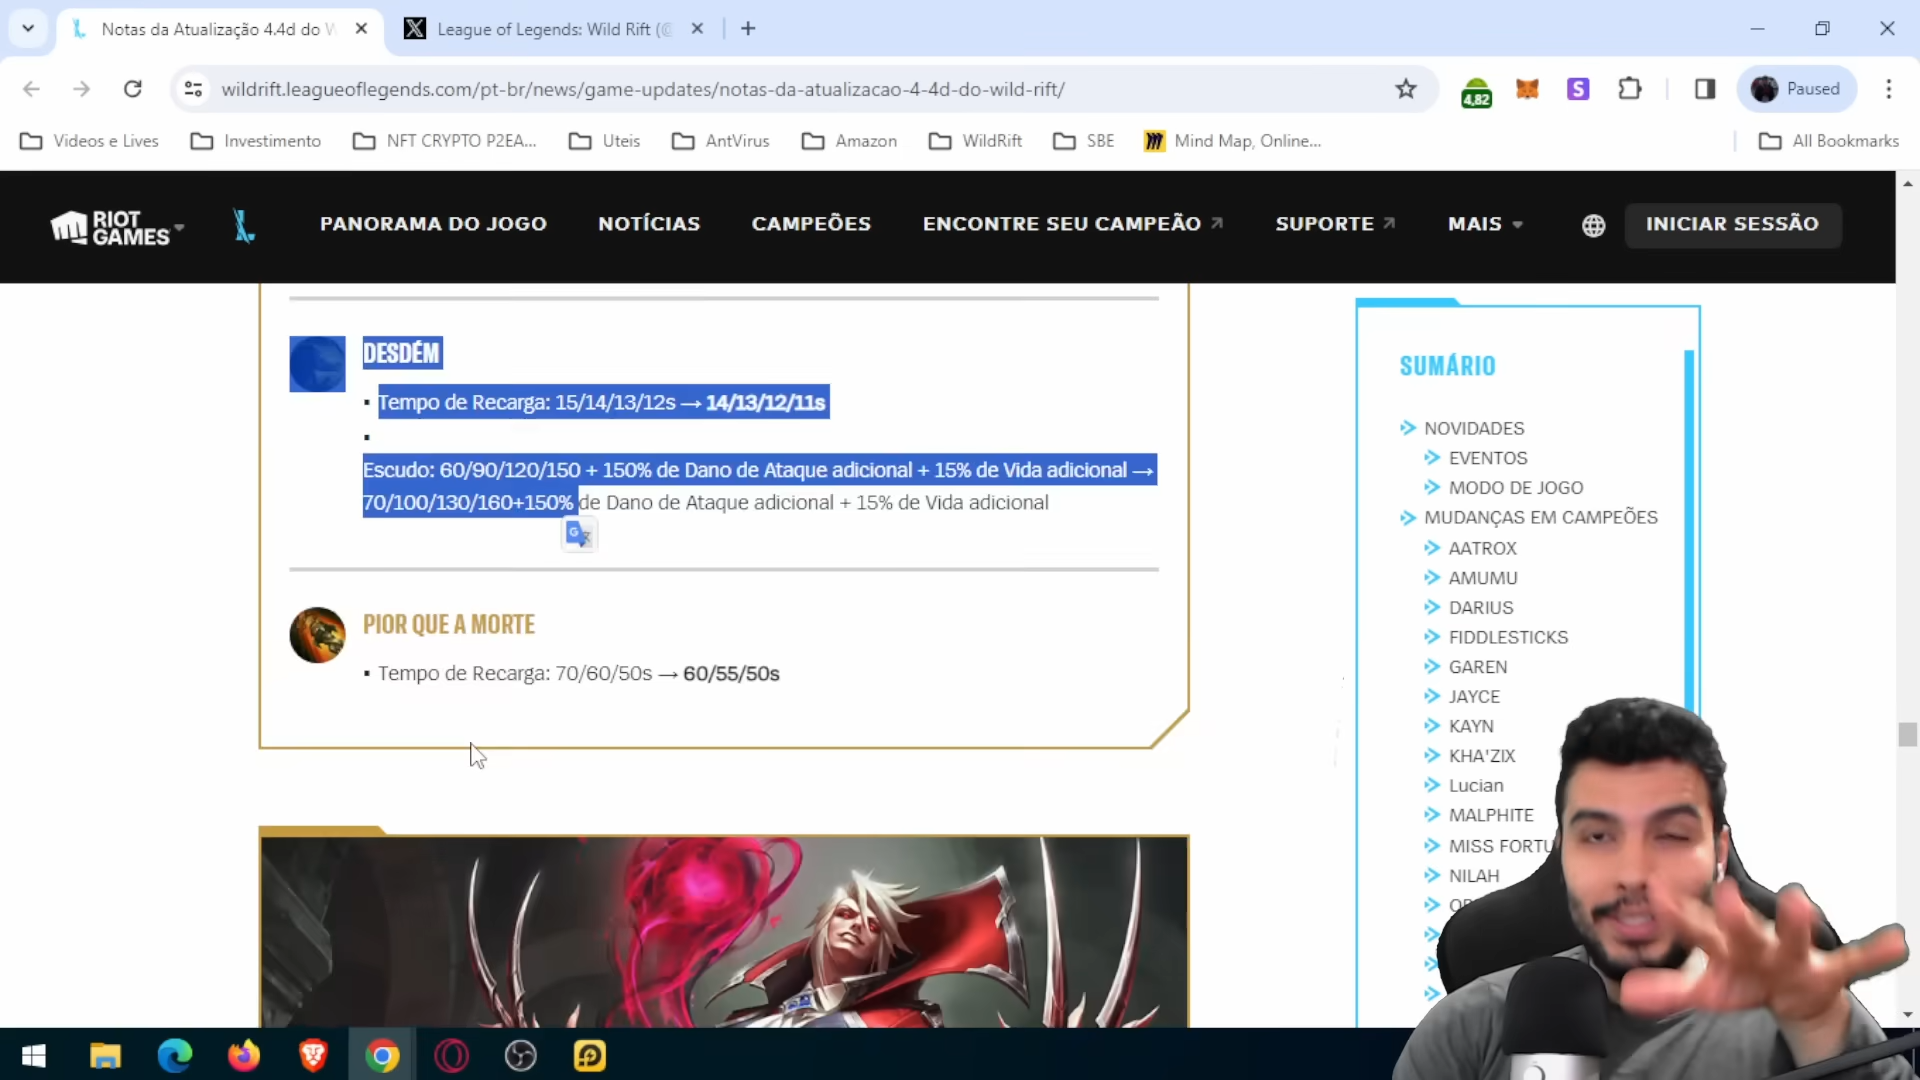 Notas da Atualização 4.4d do W
League of Legends: Wild Rift (@
wildrift.leagueoflegends.com/pt-br/news/game-updates/notas-da-atualizacao-4-4d-do-wild-rift/
4,82
S
Paused
Videos e Lives
Investimento
NFT CRYPTO P2EA...
Uteis
AntVirus
Amazon
WildRift
SBE
Mind Map, Online...
All Bookmarks
RIOT
GAMES
PANORAMA DO JOGO
NOTÍCIAS
CAMPEÕES
ENCONTRE SEU CAMPEÃO
SUPORTE
MAIS
INICIAR SESSÃO
DESDÉM
▪ Tempo de Recarga: 15/14/13/12s → 14/13/12/11s
▪
Escudo: 60/90/120/150 + 150% de Dano de Ataque adicional + 15% de Vida adicional →
70/100/130/160+150% de Dano de Ataque adicional + 15% de Vida adicional
PIOR QUE A MORTE
▪ Tempo de Recarga: 70/60/50s → 60/55/50s
SUMÁRIO
NOVIDADES
EVENTOS
MODO DE JOGO
MUDANÇAS EM CAMPEÕES
AATROX
AMUMU
DARIUS
FIDDLESTICKS
GAREN
JAYCE
KAYN
KHA'ZIX
Lucian
MALPHITE
MISS FORTU
NILAH